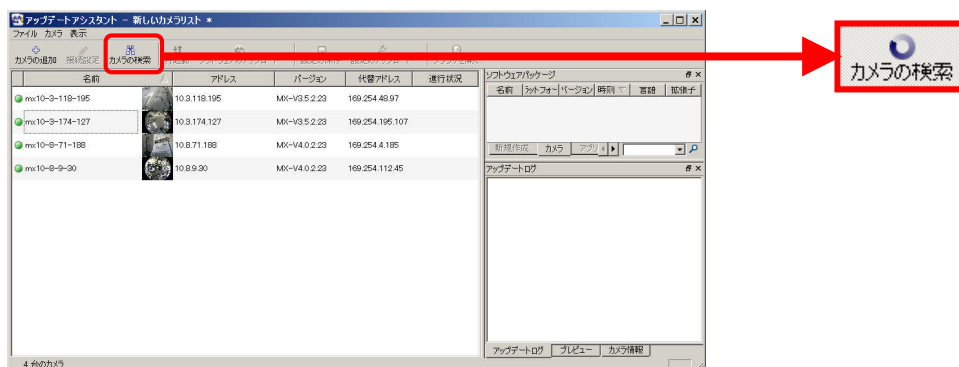 アップデートアシスタント − 新しいカメラリスト *
ファイル カメラ 表示
カメラの追加 接続設定 カメラの検索
カメラの検索
名前 アドレス バージョン 代替アドレス 進行状況
mx10-3-118-195 10.3.118.195 MX-V3.5.2.23 169.254.48.97
mx10-3-174-127 10.3.174.127 MX-V3.5.2.23 169.254.195.107
mx10-8-71-188 10.8.71.188 MX-V4.0.2.23 169.254.4.185
mx10-8-9-30 10.8.9.30 MX-V4.0.2.23 169.254.112.45
ソフトウェアパッケージ
名前 バージョン 時刻 言語 拡張子
新規作成 カメラ アプリ
アップデートログ
アップデートログ プレビュー カメラ情報
4 台のカメラ